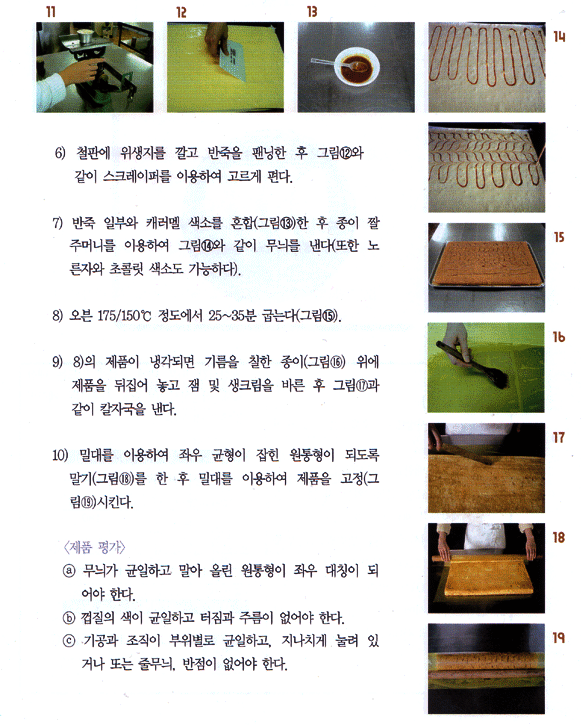 11
12
13
14
6) 철판에 위생지를 깔고 반죽을 팬닝한 후 그림⑫와
같이 스크레이퍼를 이용하여 고르게 편다.
7) 반죽 일부와 캐러멜 색소를 혼합(그림⑬)한 후 종이 짤
주머니를 이용하여 그림⑭와 같이 무늬를 낸다(또한 노
른자와 초콜릿 색소도 가능하다).
15
8) 오븐 175/150℃ 정도에서 25~35분 굽는다(그림⑮).
16
9) 8)의 제품이 냉각되면 기름을 칠한 종이(그림⑯) 위에
제품을 뒤집어 놓고 잼 및 생크림을 바른 후 그림⑰과
같이 칼자국을 낸다.
17
10) 밀대를 이용하여 좌우 균형이 잡힌 원통형이 되도록
말기(그림⑱)를 한 후 밀대를 이용하여 제품을 고정(그
림⑲)시킨다.
18
〈제품 평가〉
ⓐ 무늬가 균일하고 말아 올린 원통형이 좌우 대칭이 되
어야 한다.
ⓑ 껍질의 색이 균일하고 터짐과 주름이 없어야 한다.
ⓒ 기공과 조직이 부위별로 균일하고, 지나치게 눌려 있
거나 또는 줄무늬, 반점이 없어야 한다.
19